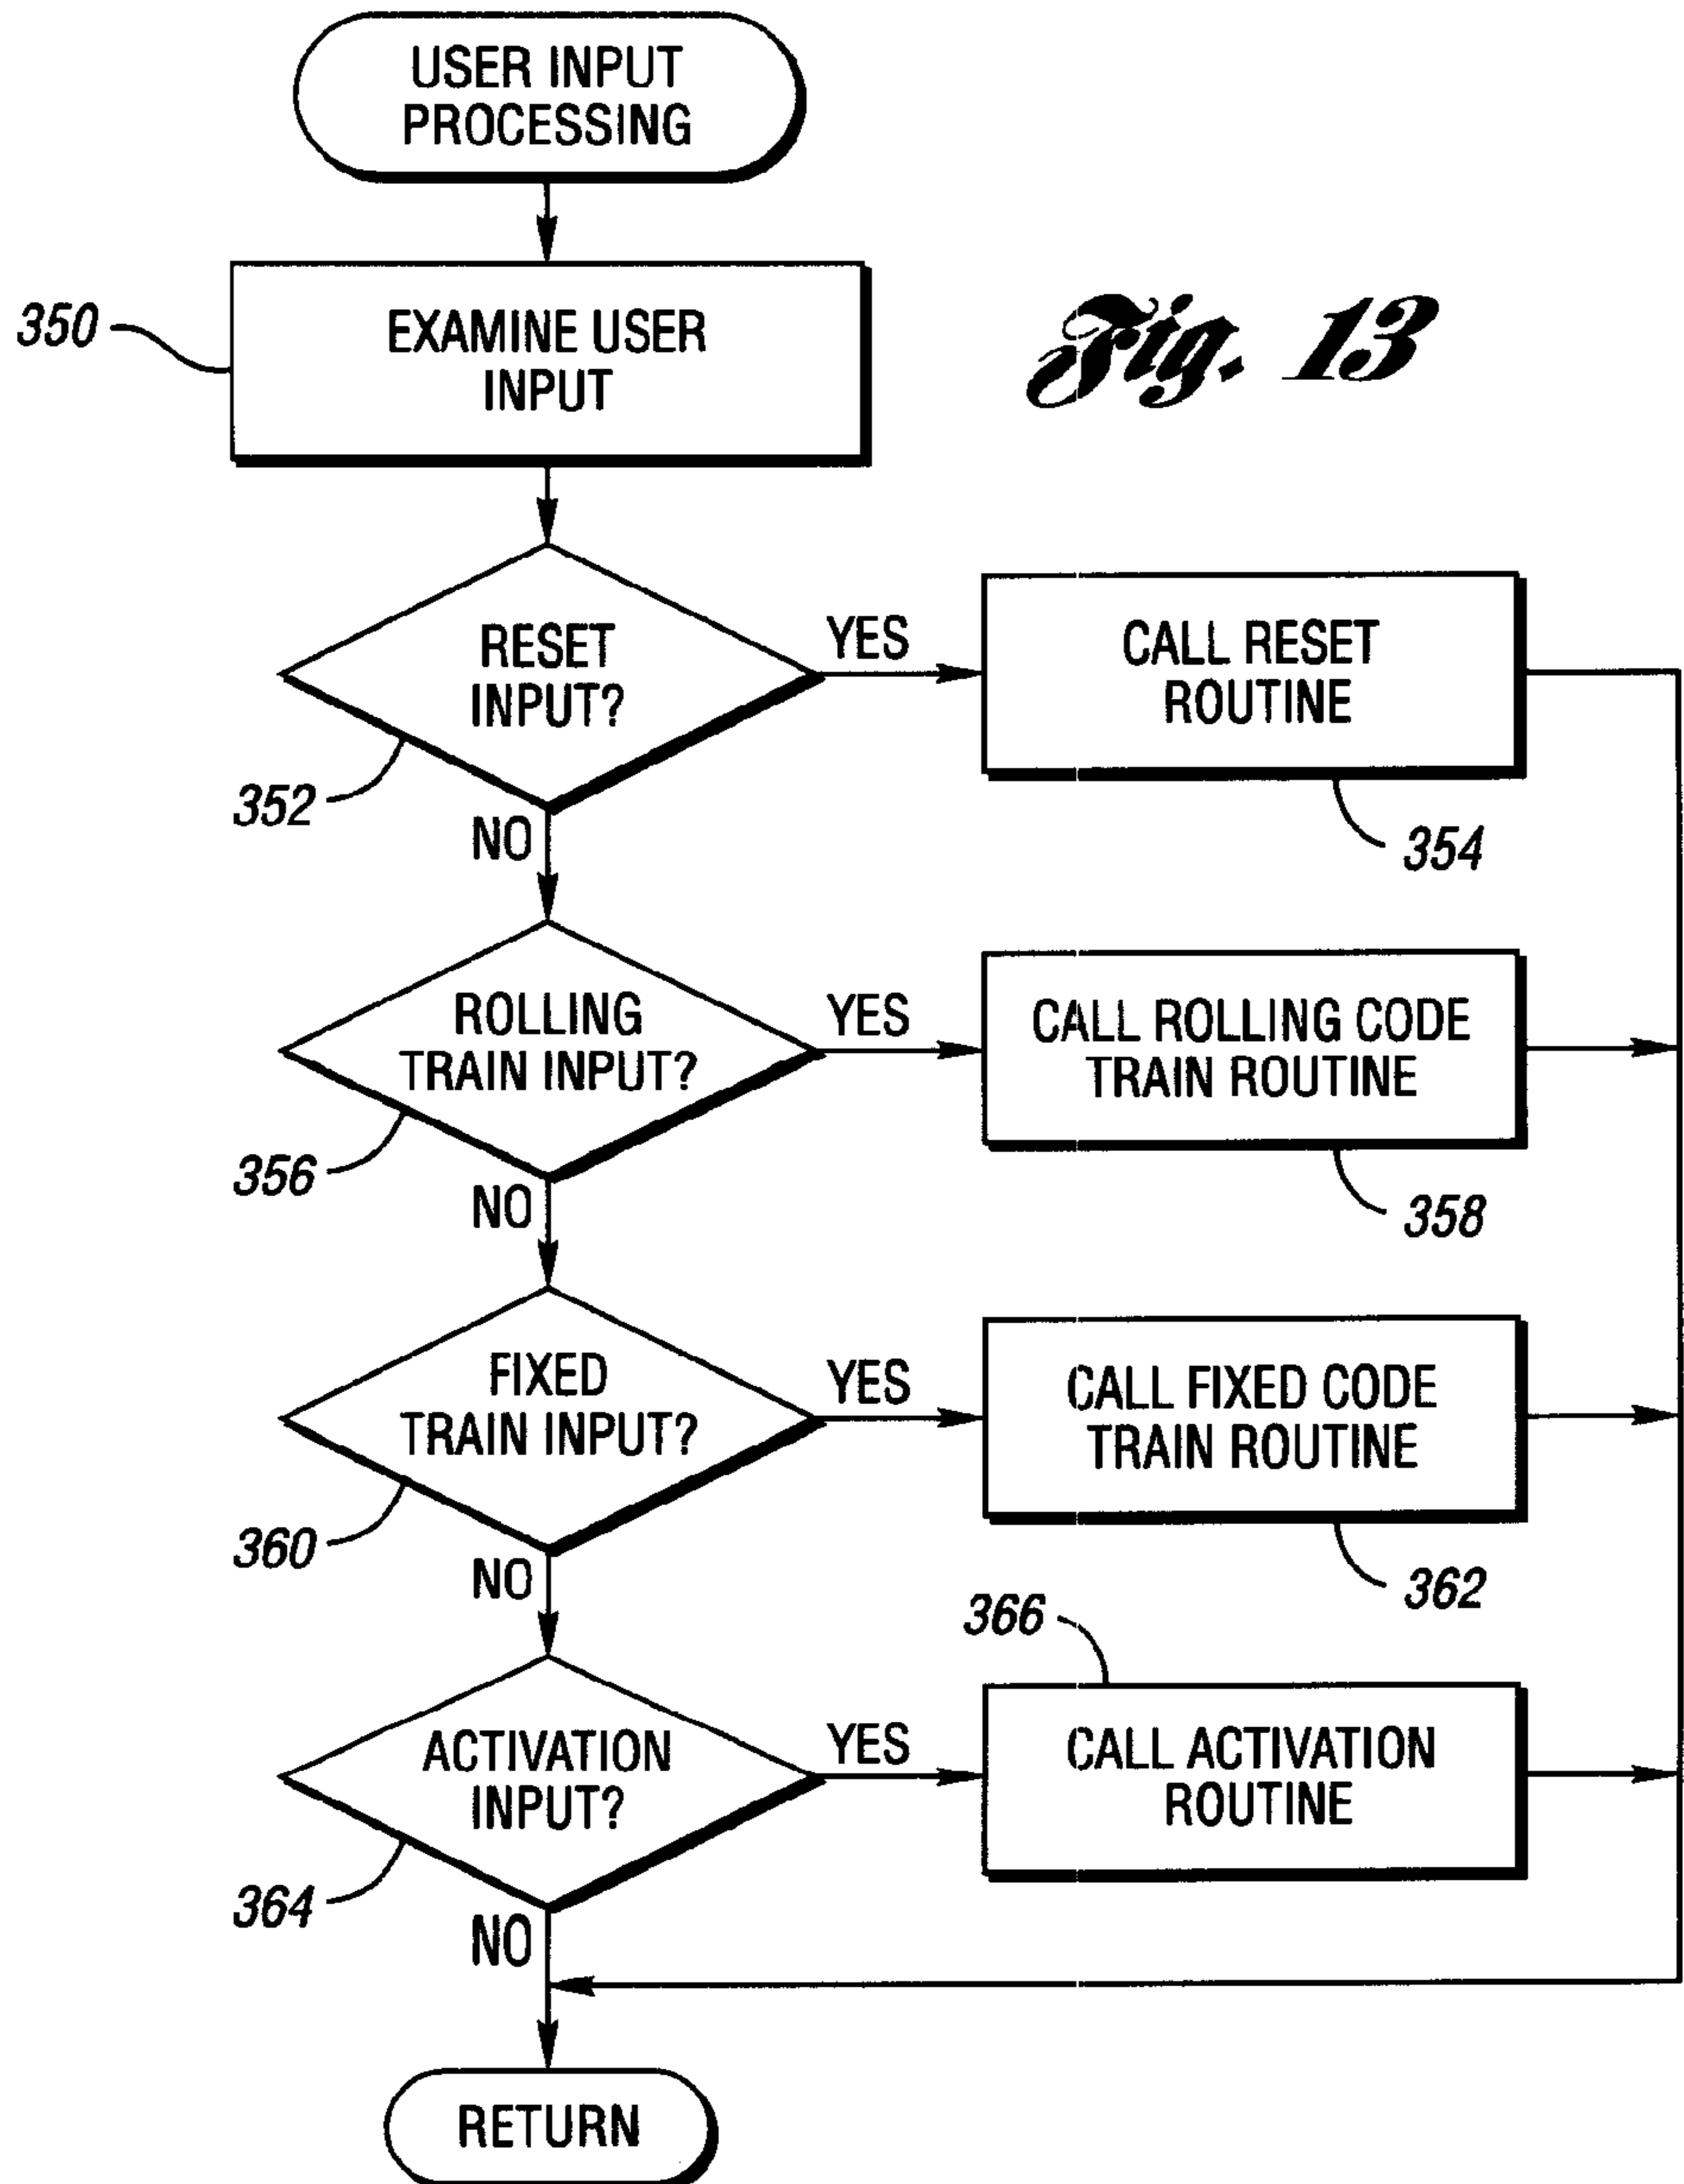 USER INPUT
PROCESSING
350
EXAMINE USER
INPUT
Fig. 13
RESET
INPUT?
YES
CALL RESET
ROUTINE
352
NO
354
ROLLING
TRAIN INPUT?
YES
CALL ROLLING CODE
TRAIN ROUTINE
356
NO
358
FIXED
TRAIN INPUT?
YES
CALL FIXED CODE
TRAIN ROUTINE
360
NO
362
366
ACTIVATION
INPUT?
YES
CALL ACTIVATION
ROUTINE
364
NO
RETURN